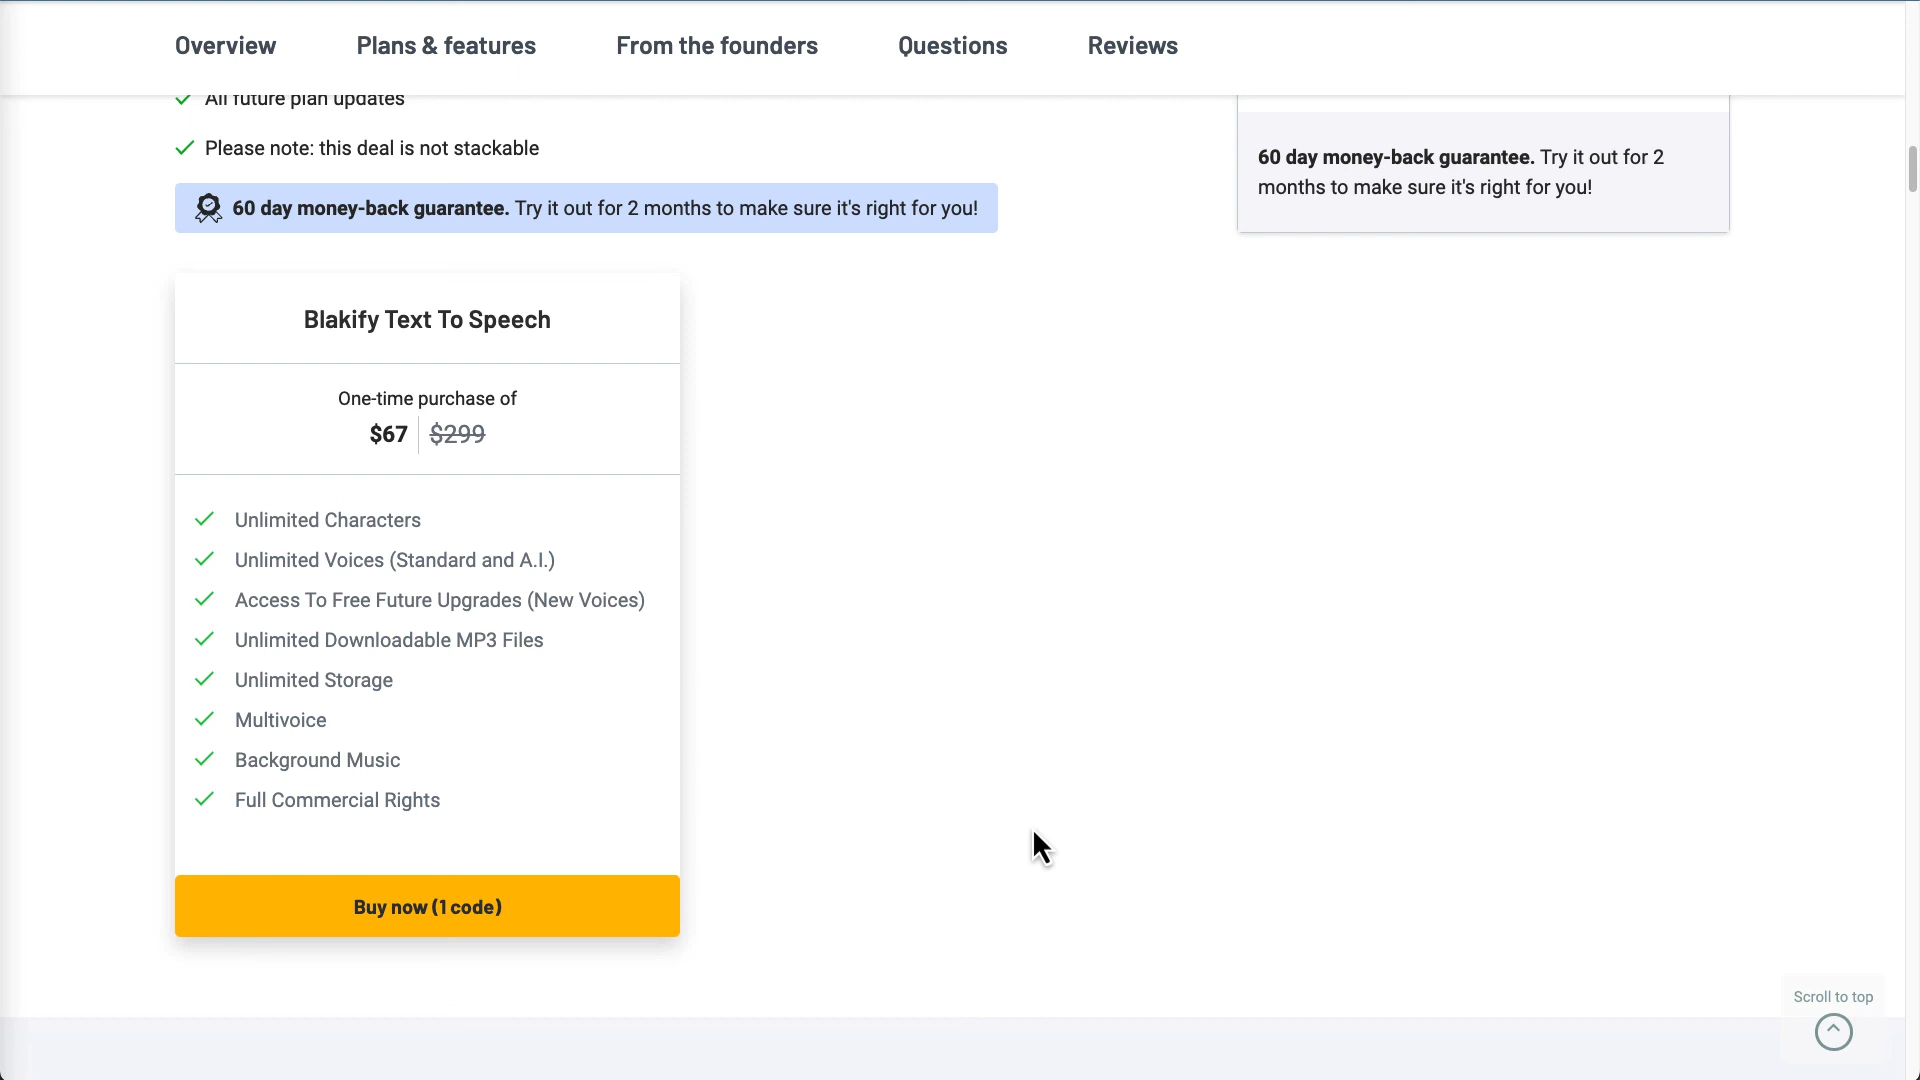 Overview Plans & features From the founders Questions Reviews
All future plan updates
Please note: this deal is not stackable
60 day money-back guarantee. Try it out for 2 months to make sure it's right for you!
60 day money-back guarantee. Try it out for 2
months to make sure it's right for you!
Blakify Text To Speech
One-time purchase of
$67 $299
Unlimited Characters
Unlimited Voices (Standard and A.I.)
Access To Free Future Upgrades (New Voices)
Unlimited Downloadable MP3 Files
Unlimited Storage
Multivoice
Background Music
Full Commercial Rights
Buy now (1 code)
Scroll to top